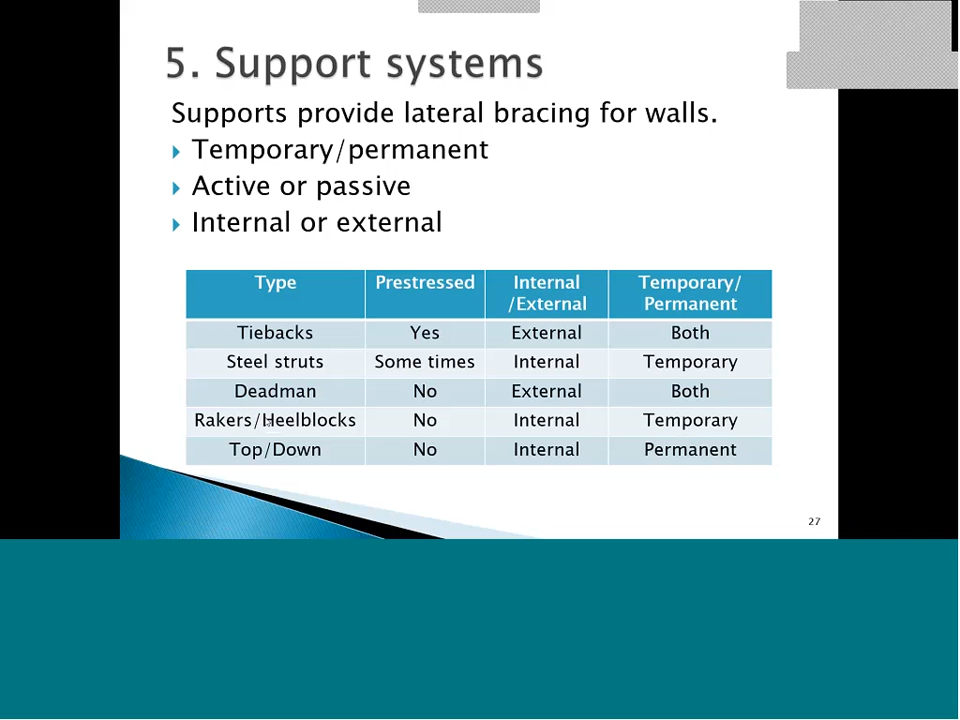 5. Support systems
Supports provide lateral bracing for walls.
Temporary/permanent
Active or passive
Internal or external
Type Prestressed Internal /External Temporary/ Permanent
Tiebacks Yes External Both
Steel struts Some times Internal Temporary
Deadman No External Both
Rakers/Heelblocks No Internal Temporary
Top/Down No Internal Permanent
27